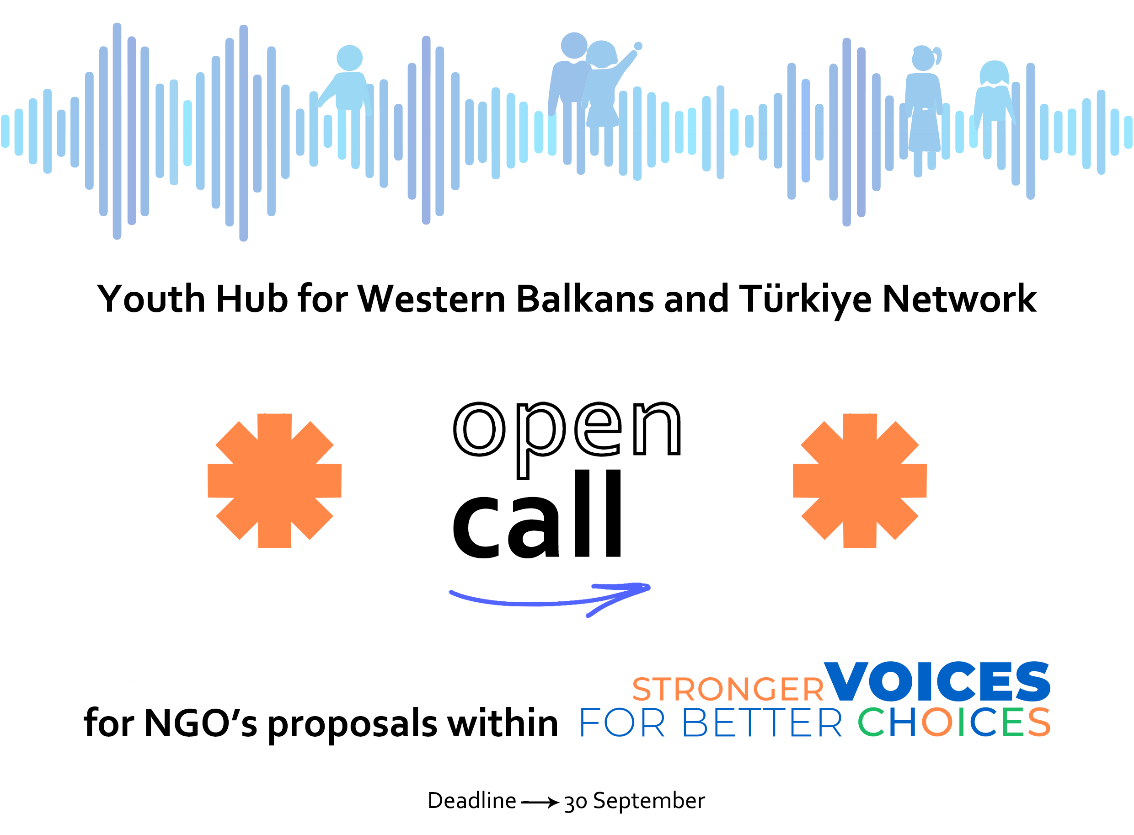 Youth Hub for Western Balkans and Türkiye Network
open
call
STRONGER VOICES
for NGO’s proposals within FOR BETTER CHOICES
Deadline → 30 September